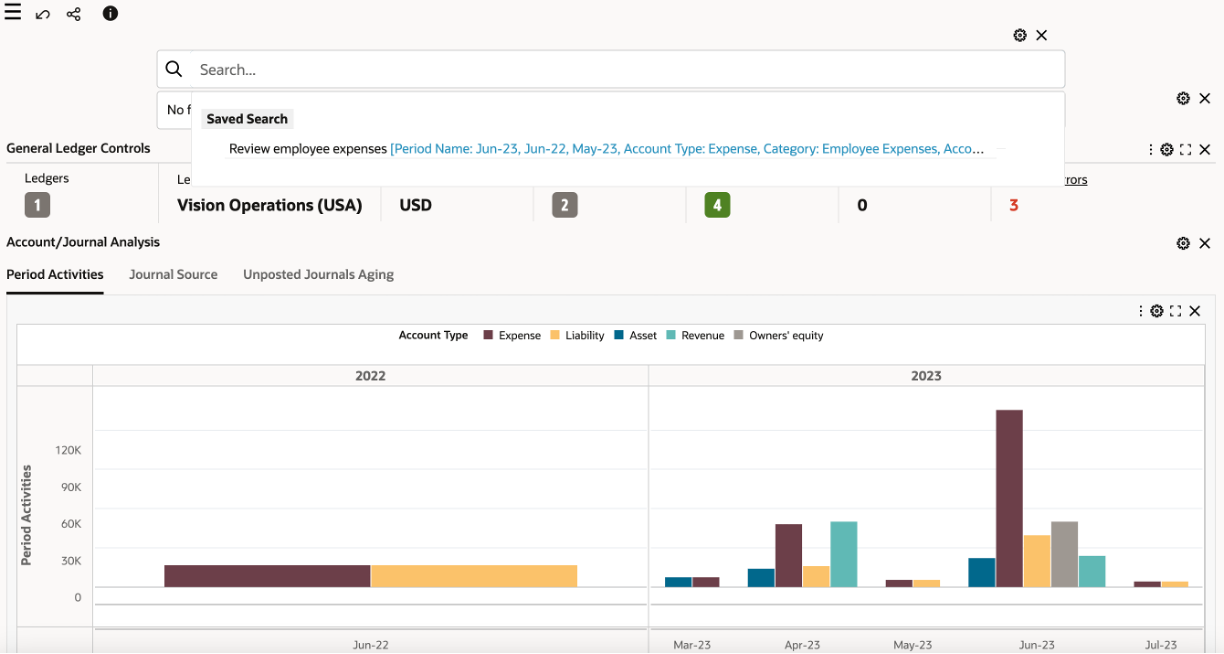 Search...
No f
Saved Search
Review employee expenses [Period Name: Jun-23, Jun-22, May-23, Account Type: Expense, Category: Employee Expenses, Acco...
General Ledger Controls
Ledgers
Le
rors
1
Vision Operations (USA)
USD
2
4
0
3
Account/Journal Analysis
Period Activities
Journal Source
Unposted Journals Aging
Account Type
Expense
Liability
Asset
Revenue
Owners' equity
2022
2023
Period Activities
120K
90K
60K
30K
0
Jun-22
Mar-23
Apr-23
May-23
Jun-23
Jul-23